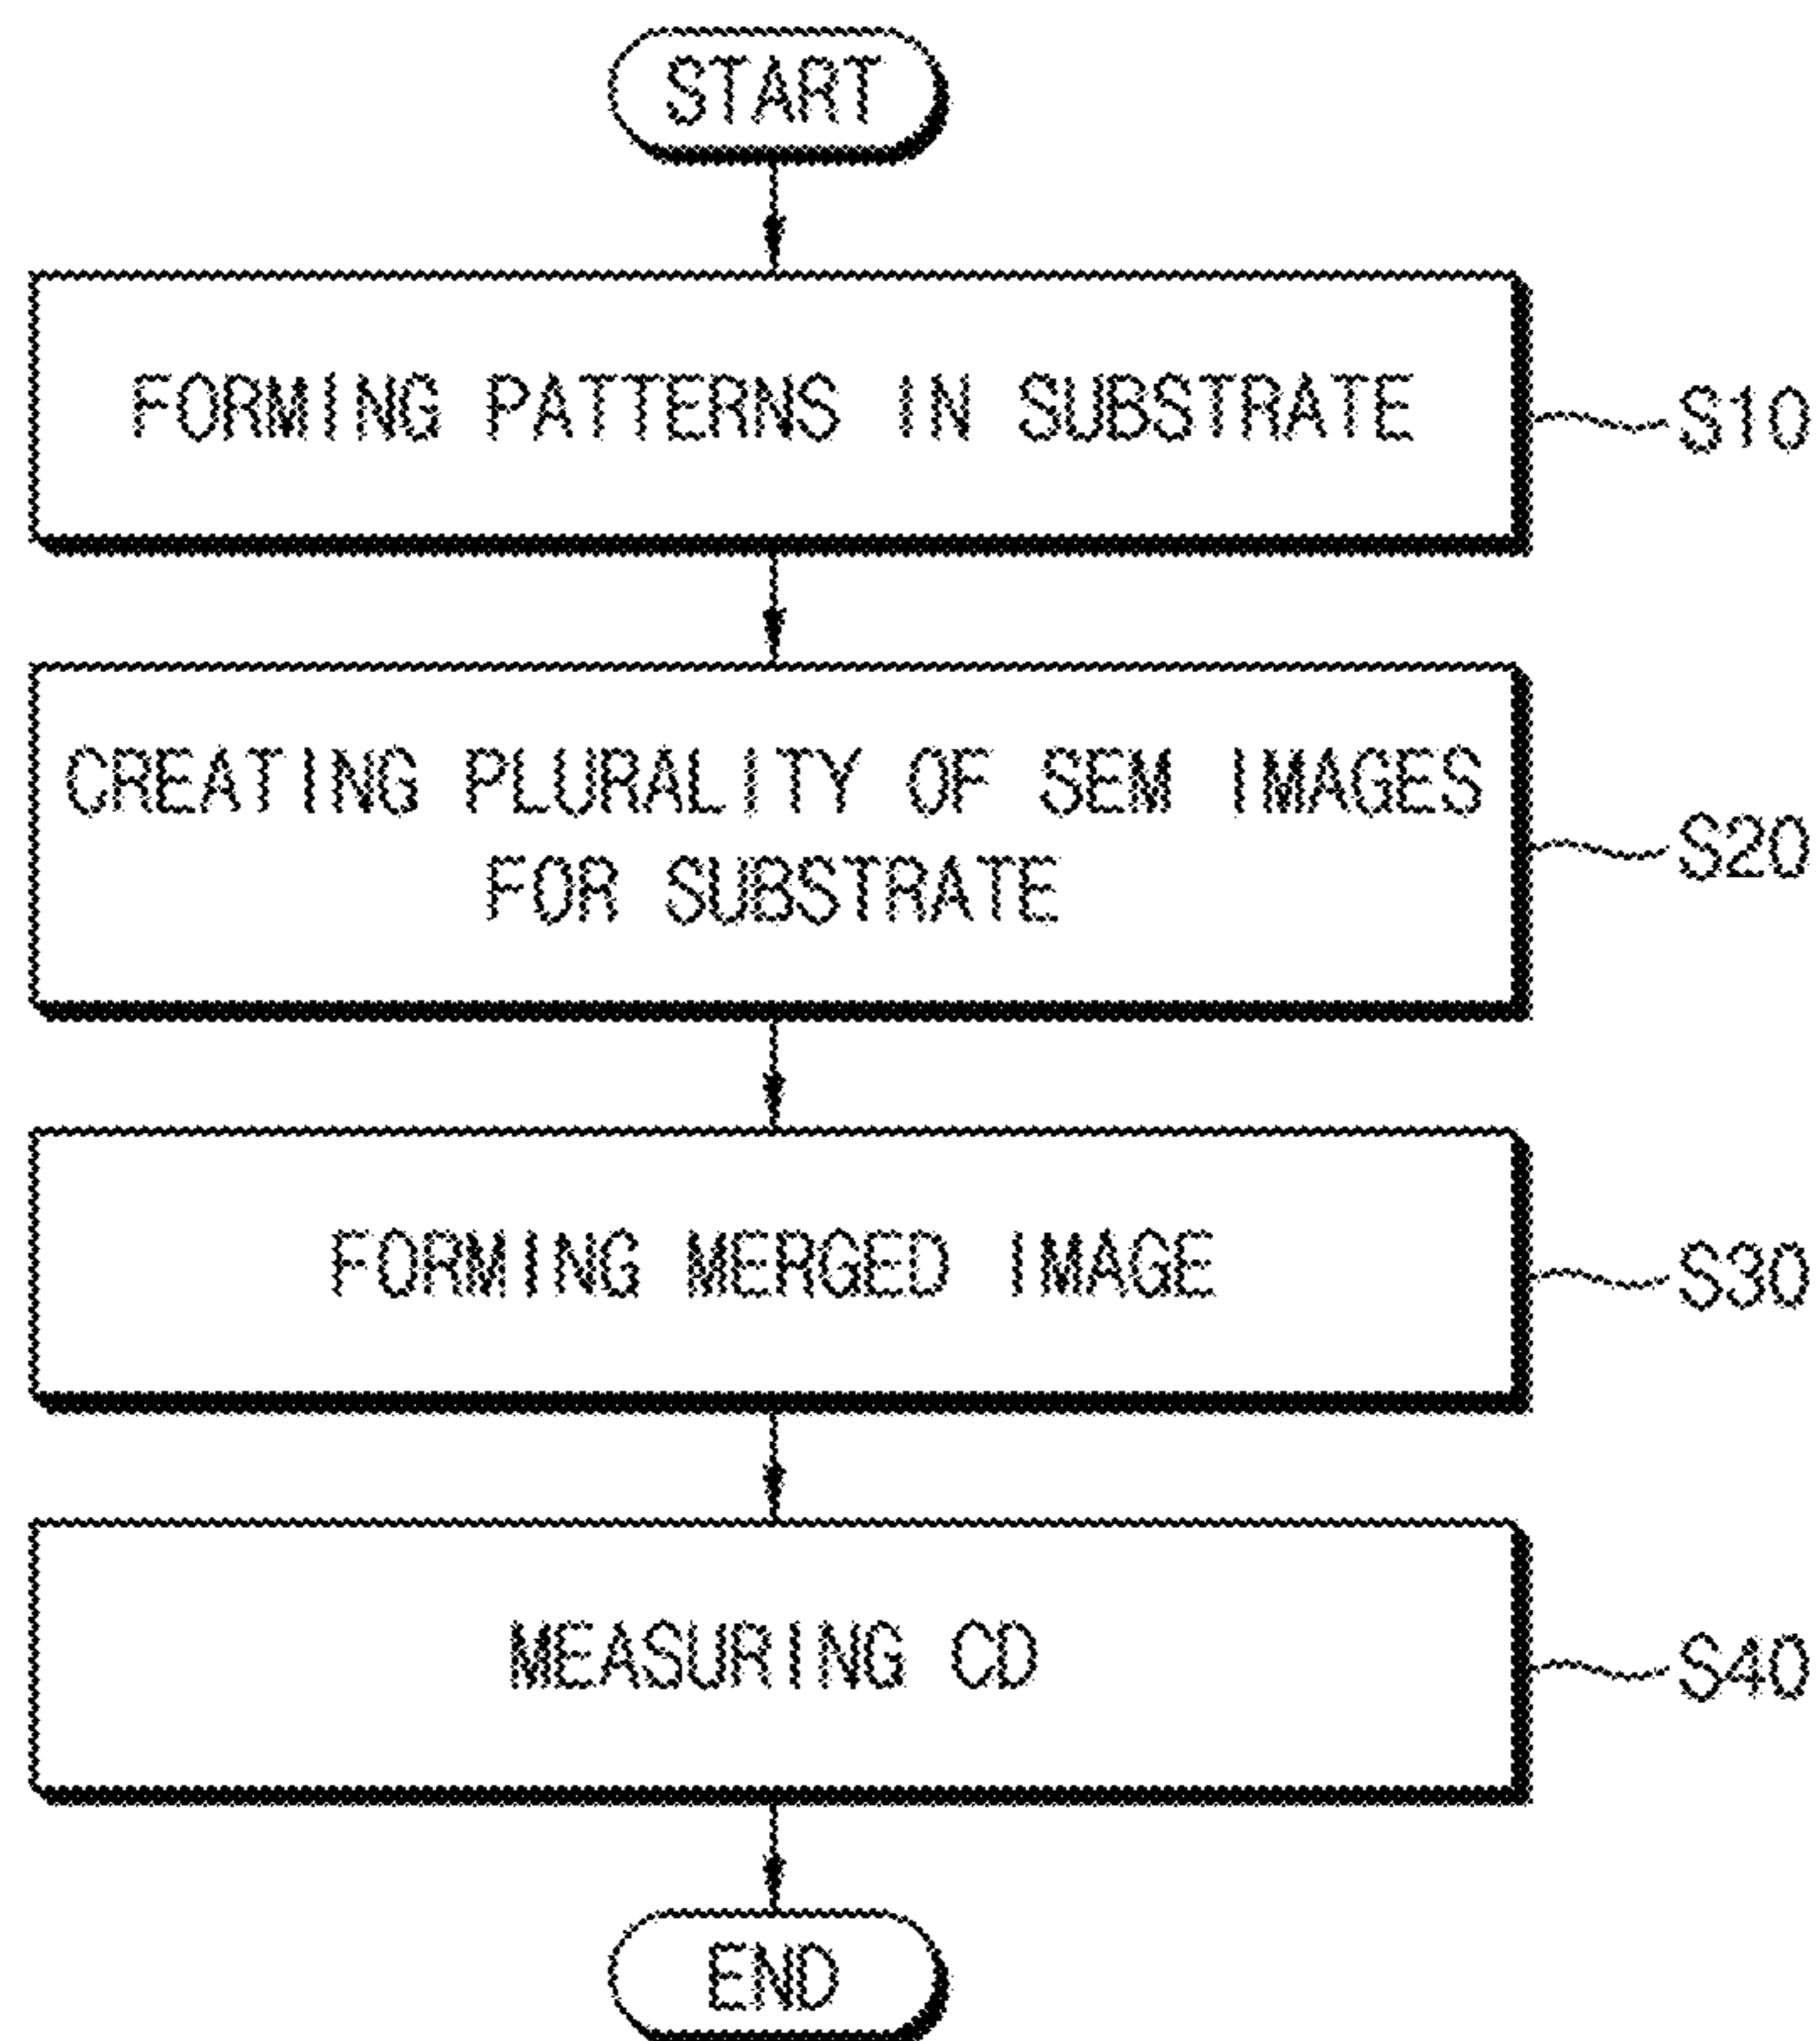 START
FORMING PATTERNS IN SUBSTRATE
S10
CREATING PLURALITY OF SEM IMAGES
FOR SUBSTRATE
S20
FORMING MERGED IMAGE
S30
MEASURING CD
S40
END